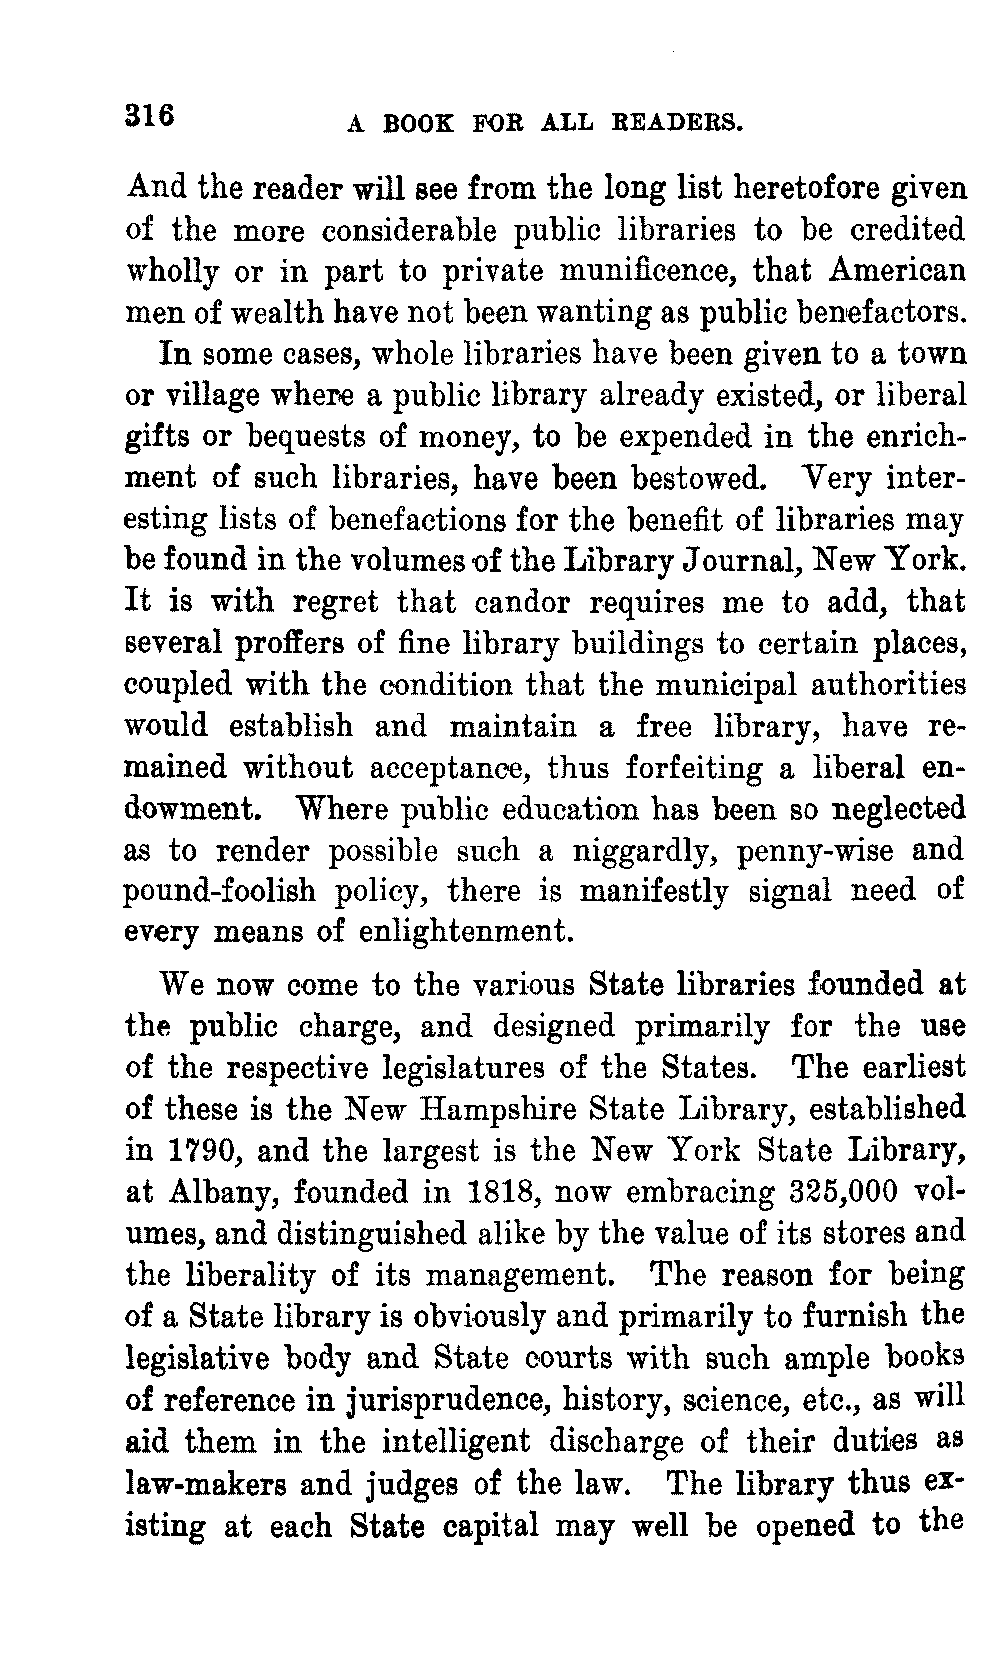 316
A BOOK FOR ALL READERS.
And the reader will see from the long list heretofore given
of the more considerable public libraries to be credited
wholly or in part to private munificence, that American
men of wealth have not been wanting as public benefactors.
In some cases, whole libraries have been given to a town
or village where a public library already existed, or liberal
gifts or bequests of money, to be expended in the enrich-
ment of such libraries, have been bestowed. Very inter-
esting lists of benefactions for the benefit of libraries may
be found in the volumes of the Library Journal, New York.
It is with regret that candor requires me to add, that
several proffers of fine library buildings to certain places,
coupled with the condition that the municipal authorities
would establish and maintain a free library, have re-
mained without acceptance, thus forfeiting a liberal en-
dowment. Where public education has been so neglected
as to render possible such a niggardly, penny-wise and
pound-foolish policy, there is manifestly signal need of
every means of enlightenment.
We now come to the various State libraries founded at
the public charge, and designed primarily for the use
of the respective legislatures of the States. The earliest
of these is the New Hampshire State Library, established
in 1790, and the largest is the New York State Library,
at Albany, founded in 1818, now embracing 325,000 vol-
umes, and distinguished alike by the value of its stores and
the liberality of its management. The reason for being
of a State library is obviously and primarily to furnish the
legislative body and State courts with such ample books
of reference in jurisprudence, history, science, etc., as will
aid them in the intelligent discharge of their duties as
law-makers and judges of the law. The library thus ex-
isting at each State capital may well be opened to the